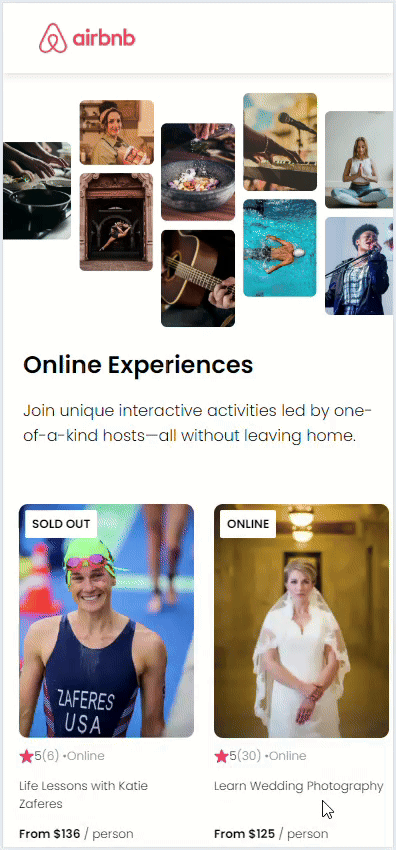 airbnb
Online Experiences
Join unique interactive activities led by one-
of-a-kind hosts—all without leaving home.
SOLD OUT
ZAFERES
USA
5(6) •Online
Life Lessons with Katie
Zaferes
From $136 / person
ONLINE
5(30) •Online
Learn Wedding Photography
From $125 / person